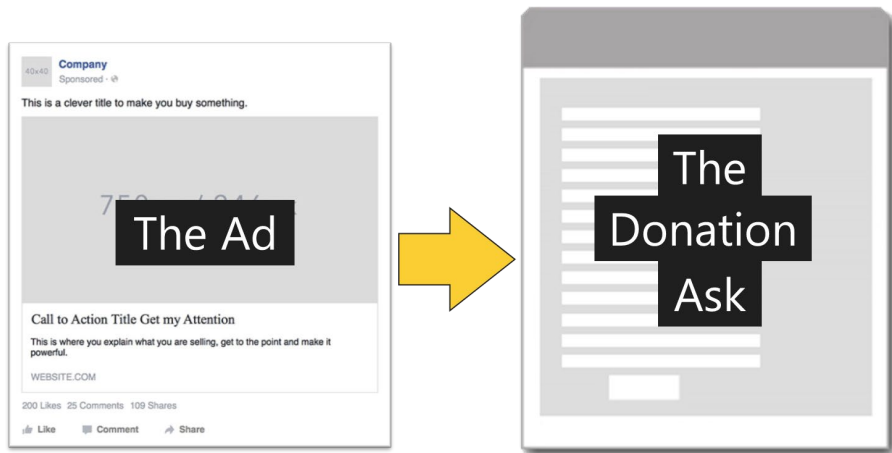 40x40
Company
Sponsored ·
This is a clever title to make you buy something.
The Ad
Call to Action Title Get my Attention
This is where you explain what you are selling, get to the point and make it
powerful.
WEBSITE.COM
200 Likes 25 Comments 109 Shares
Like Comment Share
The
Donation
Ask